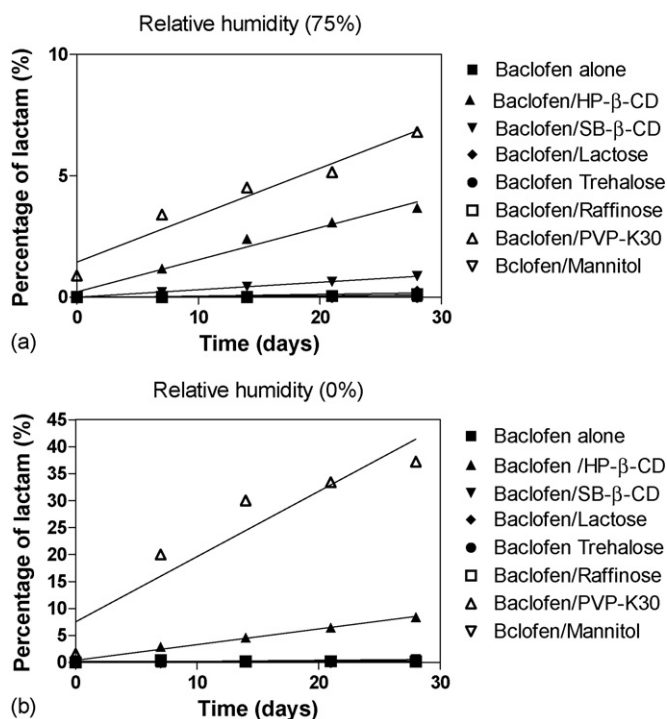 Relative humidity (75%)
10
5
0
0 10 20 30
Percentage of lactam (%)
Time (days)
(a)
Baclofen alone
Baclofen/HP-β-CD
Baclofen/SB-β-CD
Baclofen/Lactose
Baclofen Trehalose
Baclofen/Raffinose
Baclofen/PVP-K30
Bclofen/Mannitol
Relative humidity (0%)
45
40
35
30
25
20
15
10
5
0
0 10 20 30
Percentage of lactam (%)
Time (days)
(b)
Baclofen alone
Baclofen /HP-β-CD
Baclofen/SB-β-CD
Baclofen/Lactose
Baclofen Trehalose
Baclofen/Raffinose
Baclofen/PVP-K30
Bclofen/Mannitol